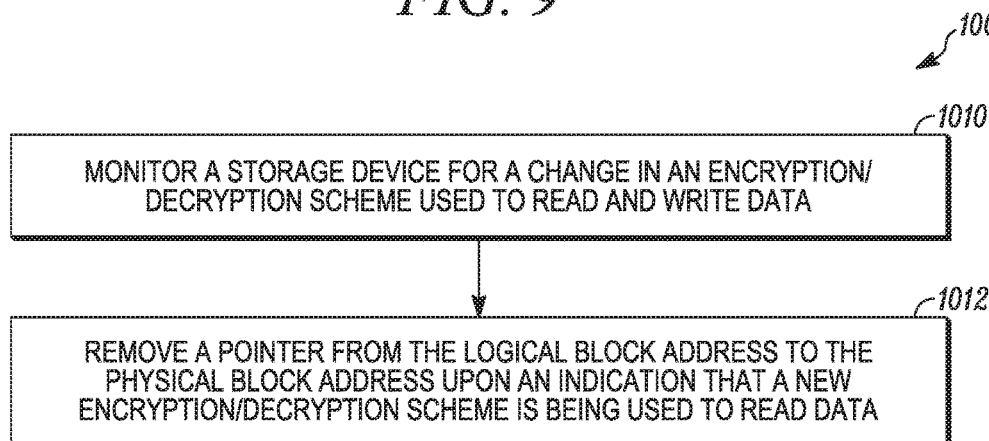 FIG. 9
1010
MONITOR A STORAGE DEVICE FOR A CHANGE IN AN ENCRYPTION/
DECRYPTION SCHEME USED TO READ AND WRITE DATA
1012
REMOVE A POINTER FROM THE LOGICAL BLOCK ADDRESS TO THE
PHYSICAL BLOCK ADDRESS UPON AN INDICATION THAT A NEW
ENCRYPTION/DECRYPTION SCHEME IS BEING USED TO READ DATA